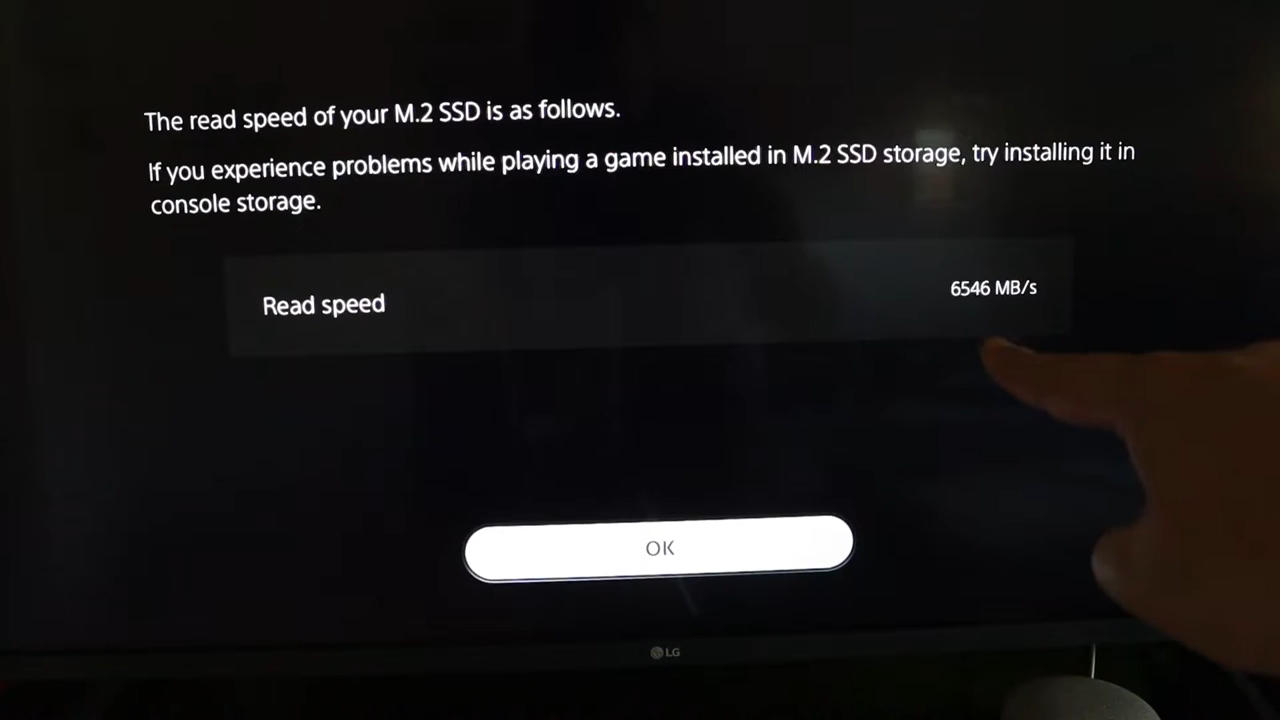 The read speed of your M.2 SSD is as follows.
If you experience problems while playing a game installed in M.2 SSD storage, try installing it in
console storage.
Read speed
6546 MB/s
OK
LG